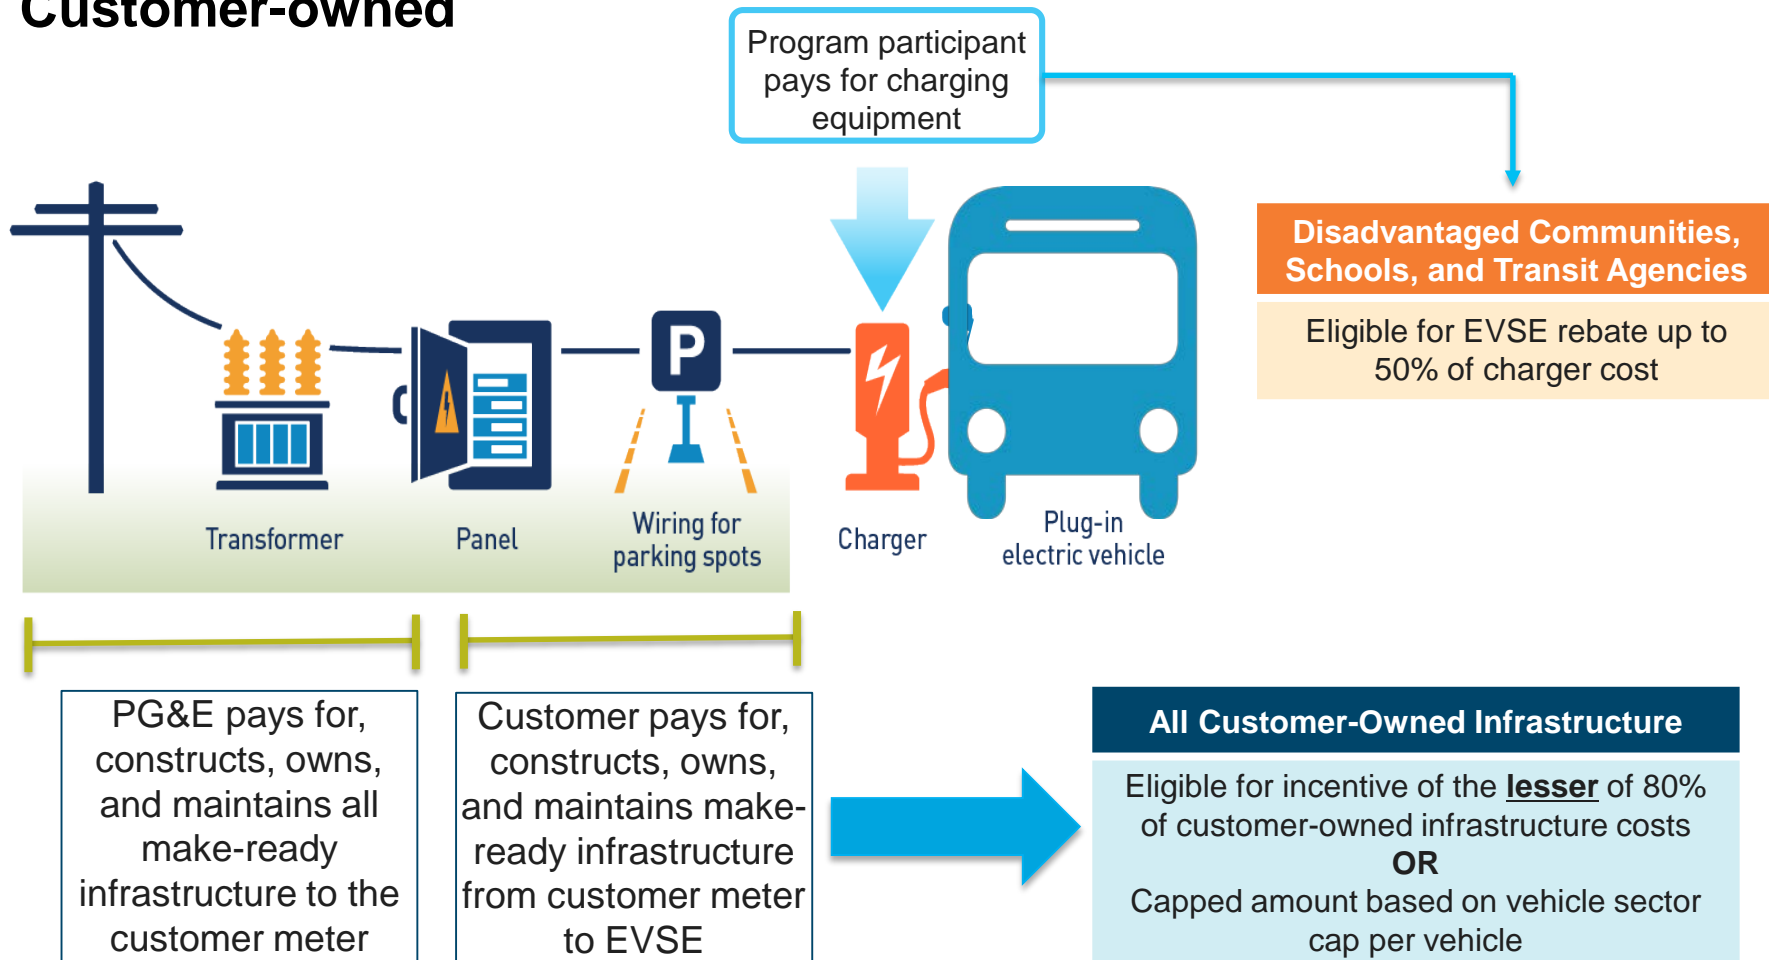 Customer-owned
Program participant
pays for charging
equipment
Disadvantaged Communities,
Schools, and Transit Agencies
Eligible for EVSE rebate up to
50% of charger cost
P
Transformer
Panel
Wiring for
parking spots
Charger
Plug-in
electric vehicle
PG&E pays for,
constructs, owns,
and maintains all
make-ready
infrastructure to the
customer meter
Customer pays for,
constructs, owns,
and maintains make-
ready infrastructure
from customer meter
to EVSE
All Customer-Owned Infrastructure
Eligible for incentive of the lesser of 80%
of customer-owned infrastructure costs
OR
Capped amount based on vehicle sector
cap per vehicle